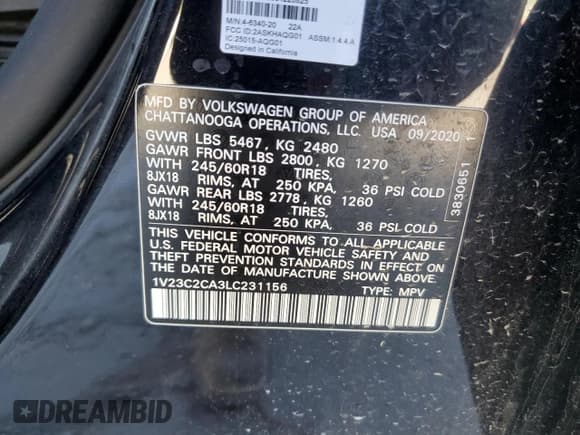 M/N:4-6340-20 22A
FCC ID:2ASKHAQG01 ASSM:1.4.4.A
IC:25015-AQG01
Designed in California
MFD BY VOLKSWAGEN GROUP OF AMERICA
CHATTANOOGA OPERATIONS, LLC. USA 09/2020
GVWR LBS 5467, KG 2480
GAWR FRONT LBS 2800, KG 1270
WITH 245/60R18 TIRES,
8JX18 RIMS, AT 250 KPA, 36 PSI COLD
GAWR REAR LBS 2778, KG 1260
WITH 245/60R18 TIRES,
8JX18 RIMS, AT 250 KPA, 36 PSI COLD
THIS VEHICLE CONFORMS TO ALL APPLICABLE
U.S. FEDERAL MOTOR VEHICLE SAFETY AND
THEFT PREVENTION STANDARDS IN EFFECT ON
THE DATE OF MANUFACTURE SHOWN ABOVE.
1V23C2CA3LC231156 TYPE: MPV
3830651
DREAMBID